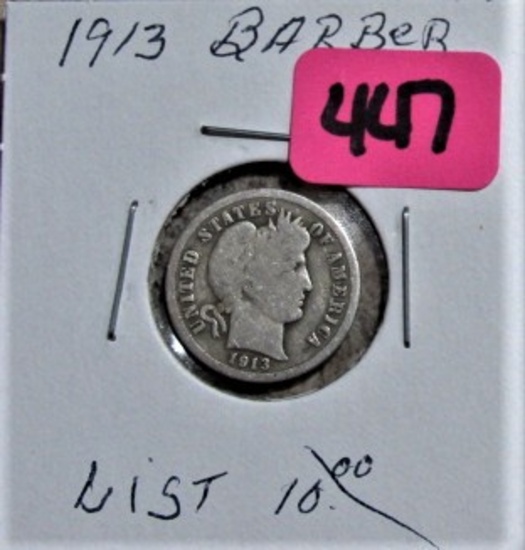 1913 BARBeR
447
UNITED STATES OF AMERICA
1913
LIST 10.00